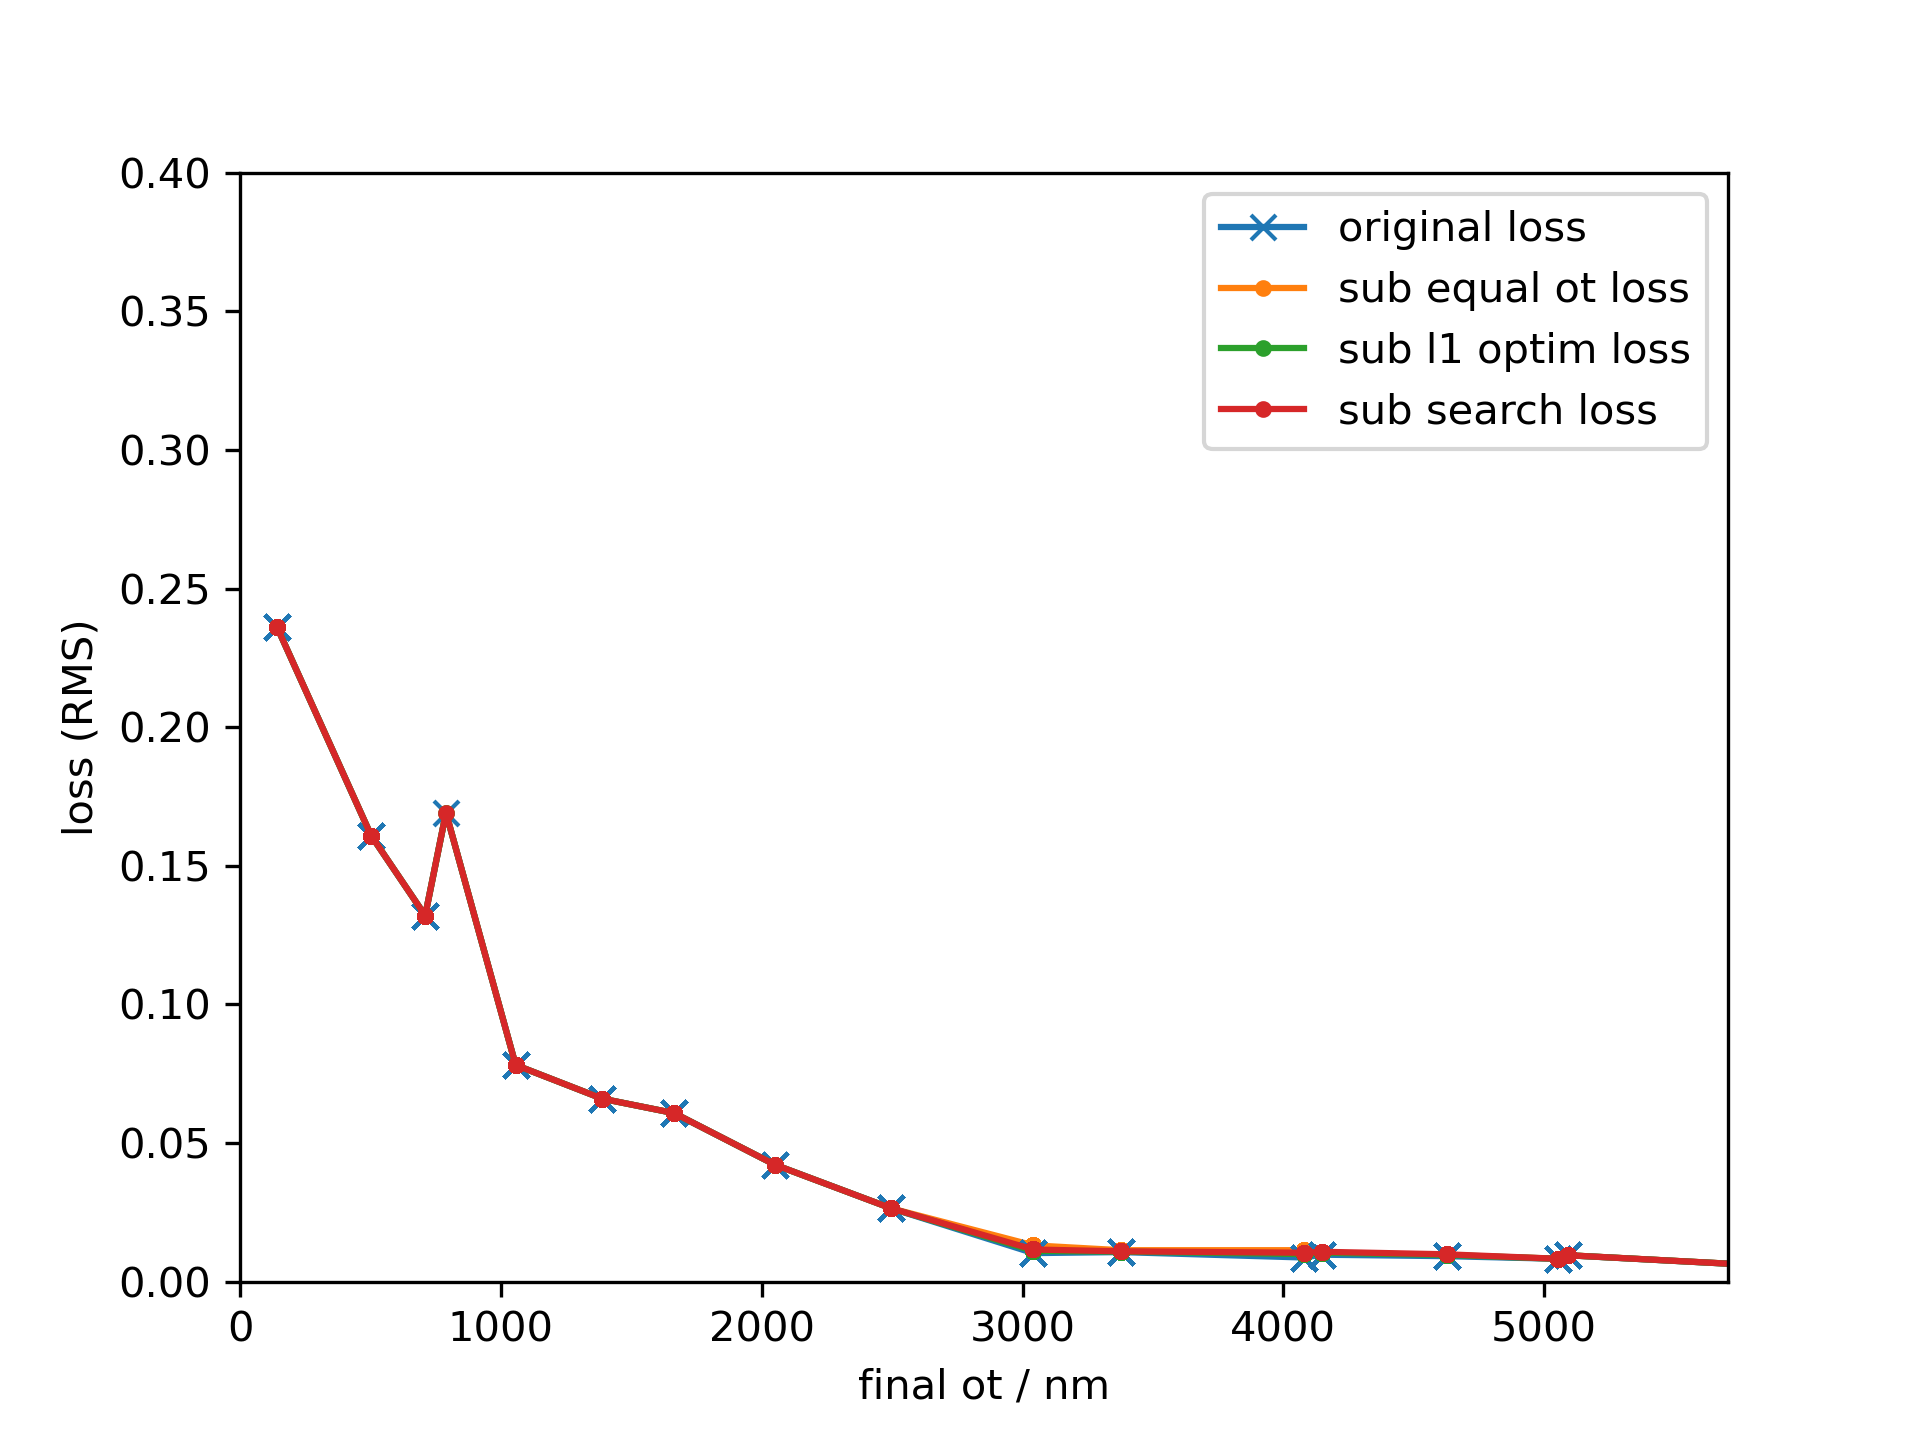 0.40
0.35
0.30
0.25
0.20
0.15
0.10
0.05
0.00
loss (RMS)
original loss
sub equal ot loss
sub l1 optim loss
sub search loss
0 1000 2000 3000 4000 5000
final ot / nm